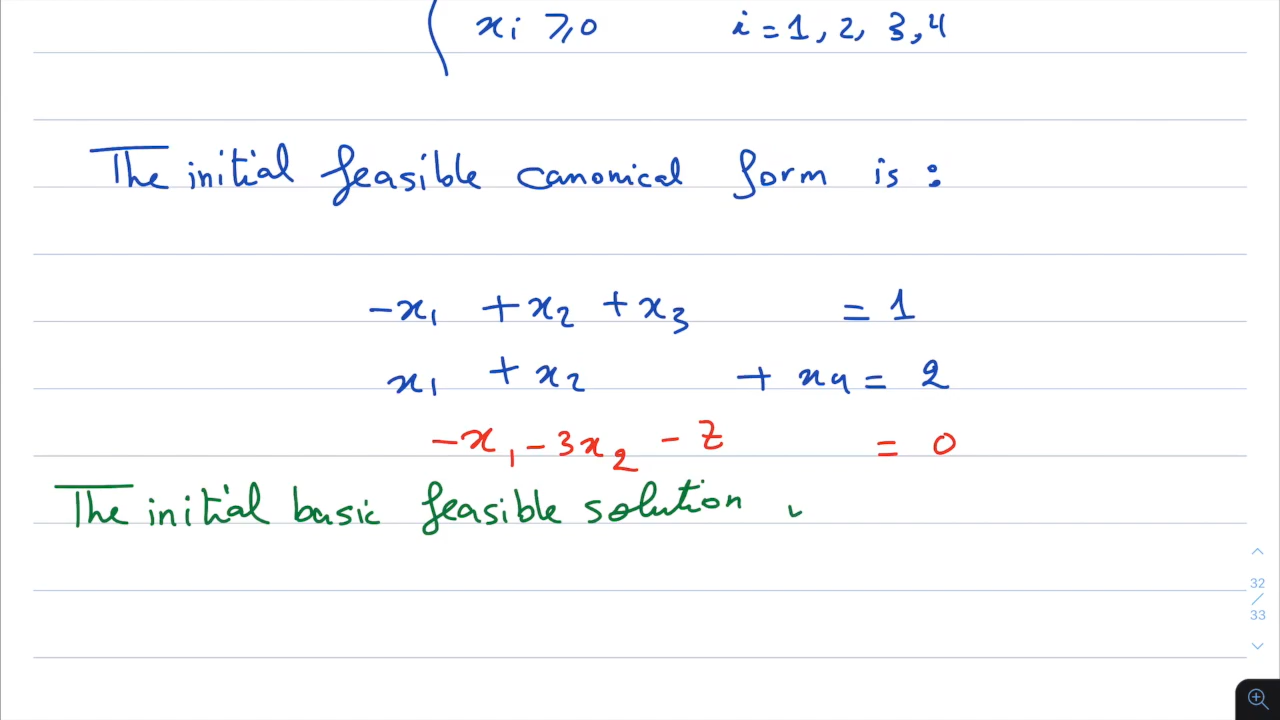 xᵢ ⩾ 0 i = 1, 2, 3, 4
The initial feasible canonical form is :
-x₁ + x₂ + x₃ = 1
x₁ + x₂ + x₄ = 2
-x₁ - 3x₂ - z = 0
The initial basic feasible solution
32
/
33